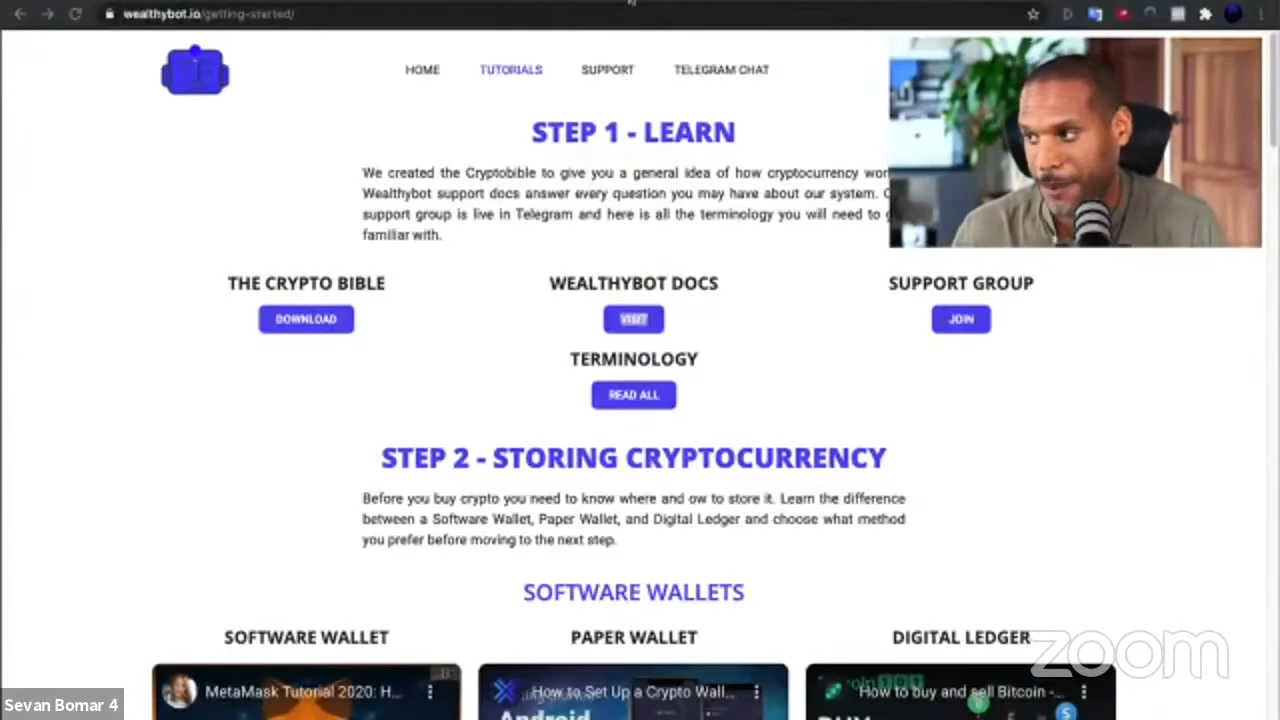 wealthybot.io/getting-started/
HOME
TUTORIALS
SUPPORT
TELEGRAM CHAT
STEP 1 - LEARN
We created the Cryptobible to give you a general idea of how cryptocurrency
Wealthybot support docs answer every question you may have about our system.
support group is live in Telegram and here is all the terminology you will need to
familiar with.
THE CRYPTO BIBLE
DOWNLOAD
WEALTHYBOT DOCS
VISIT
SUPPORT GROUP
JOIN
TERMINOLOGY
READ ALL
STEP 2 - STORING CRYPTOCURRENCY
Before you buy crypto you need to know where and ow to store it. Learn the difference
between a Software Wallet, Paper Wallet, and Digital Ledger and choose what method
you prefer before moving to the next step.
SOFTWARE WALLETS
SOFTWARE WALLET
PAPER WALLET
DIGITAL LEDGER
zoom
MetaMask Tutorial 2020: H...
How to Set Up a Crypto Wall...
Android
How to buy and sell Bitcoin -...
Sevan Bomar 4